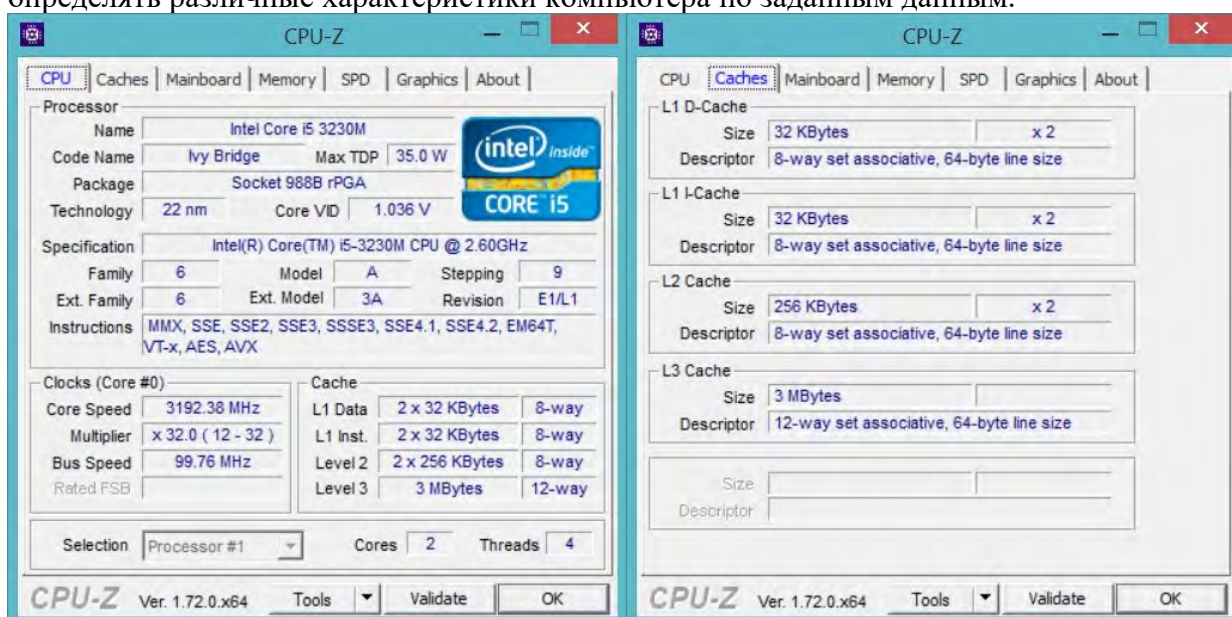 определять различные характеристики компьютера по заданным данным.
CPU-Z
CPU Caches Mainboard Memory SPD Graphics About
Processor
Name Intel Core i5 3230M
Code Name Ivy Bridge Max TDP 35.0 W
Package Socket 988B rPGA
Technology 22 nm Core VID 1.036 V
(intel) inside™
CORE™ i5
Specification Intel(R) Core(TM) i5-3230M CPU @ 2.60GHz
Family 6 Model A Stepping 9
Ext. Family 6 Ext. Model 3A Revision E1/L1
Instructions MMX, SSE, SSE2, SSE3, SSSE3, SSE4.1, SSE4.2, EM64T,
VT-x, AES, AVX
Clocks (Core #0)
Core Speed 3192.38 MHz
Multiplier x 32.0 ( 12 - 32 )
Bus Speed 99.76 MHz
Rated FSB
Cache
L1 Data 2 x 32 KBytes 8-way
L1 Inst. 2 x 32 KBytes 8-way
Level 2 2 x 256 KBytes 8-way
Level 3 3 MBytes 12-way
Selection Processor #1 Cores 2 Threads 4
CPU-Z Ver. 1.72.0.x64 Tools Validate OK
CPU-Z
CPU Caches Mainboard Memory SPD Graphics About
L1 D-Cache
Size 32 KBytes x 2
Descriptor 8-way set associative, 64-byte line size
L1 I-Cache
Size 32 KBytes x 2
Descriptor 8-way set associative, 64-byte line size
L2 Cache
Size 256 KBytes x 2
Descriptor 8-way set associative, 64-byte line size
L3 Cache
Size 3 MBytes
Descriptor 12-way set associative, 64-byte line size
Size
Descriptor
CPU-Z Ver. 1.72.0.x64 Tools Validate OK